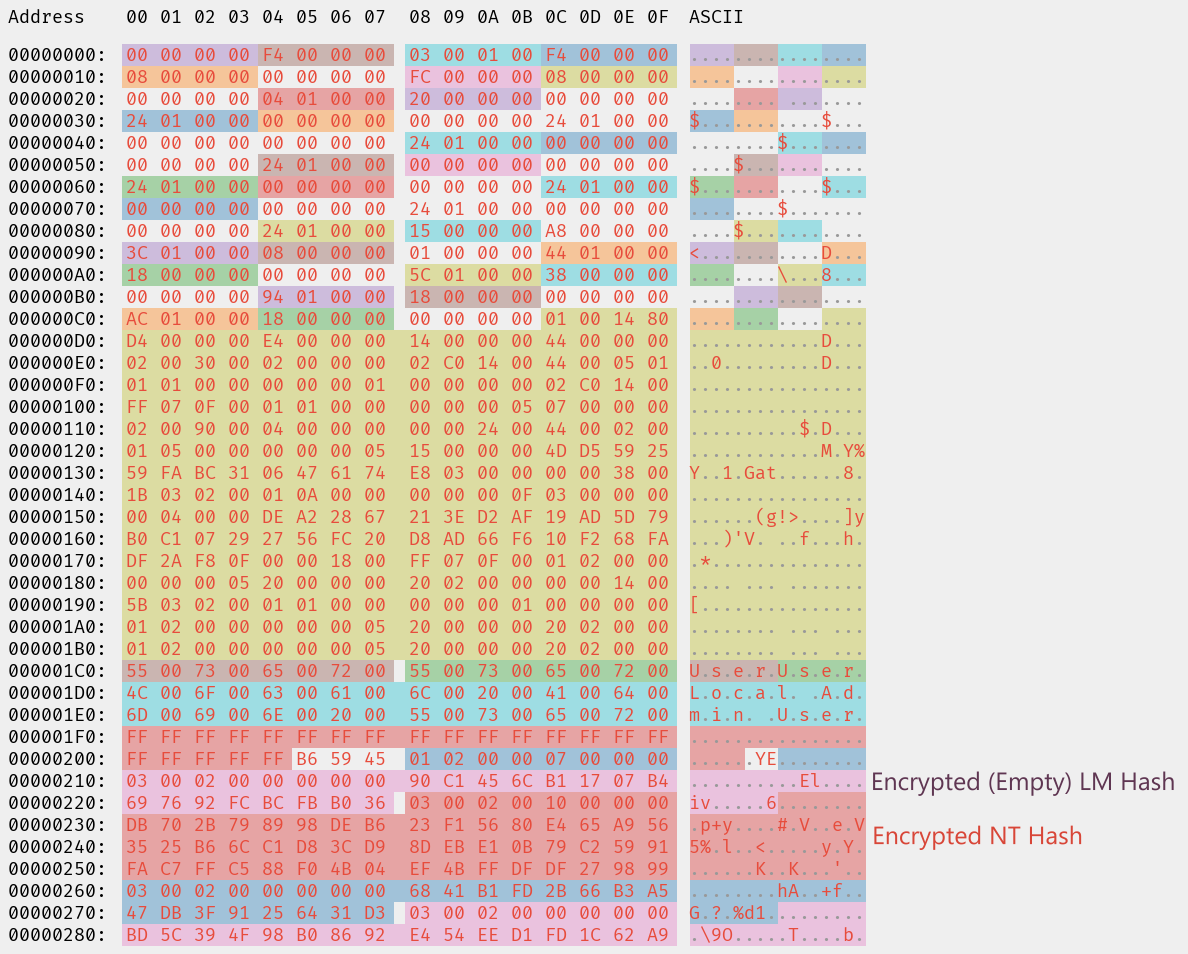 Address 00 01 02 03 04 05 06 07 08 09 0A 0B 0C 0D 0E 0F ASCII
00000000: 00 00 00 00 F4 00 00 00 03 00 01 00 F4 00 00 00 ................
00000010: 08 00 00 00 00 00 00 00 FC 00 00 00 08 00 00 00 ................
00000020: 00 00 00 00 04 01 00 00 20 00 00 00 00 00 00 00 ........ .......
00000030: 24 01 00 00 00 00 00 00 00 00 00 00 24 01 00 00 $...........$...
00000040: 00 00 00 00 00 00 00 00 24 01 00 00 00 00 00 00 ........$.......
00000050: 00 00 00 00 24 01 00 00 00 00 00 00 00 00 00 00 ....$...........
00000060: 24 01 00 00 00 00 00 00 00 00 00 00 24 01 00 00 $...........$...
00000070: 00 00 00 00 00 00 00 00 24 01 00 00 00 00 00 00 ........$.......
00000080: 00 00 00 00 24 01 00 00 15 00 00 00 A8 00 00 00 ....$...........
00000090: 3C 01 00 00 08 00 00 00 01 00 00 00 44 01 00 00 <...........D...
000000A0: 18 00 00 00 00 00 00 00 5C 01 00 00 38 00 00 00 ........\...8...
000000B0: 00 00 00 00 94 01 00 00 18 00 00 00 00 00 00 00 ................
000000C0: AC 01 00 00 18 00 00 00 00 00 00 00 01 00 14 80 ................
000000D0: D4 00 00 00 E4 00 00 00 14 00 00 00 44 00 00 00 ............D...
000000E0: 02 00 30 00 02 00 00 00 02 C0 14 00 44 00 05 01 ..0.........D...
000000F0: 01 01 00 00 00 00 00 01 00 00 00 00 02 C0 14 00 ................
00000100: FF 07 0F 00 01 01 00 00 00 00 00 05 07 00 00 00 ................
00000110: 02 00 90 00 04 00 00 00 00 00 24 00 44 00 02 00 ..........$.D...
00000120: 01 05 00 00 00 00 00 05 15 00 00 00 4D D5 59 25 ............M.Y%
00000130: 59 FA BC 31 06 47 61 74 E8 03 00 00 00 00 38 00 Y..1.Gat......8.
00000140: 1B 03 02 00 01 0A 00 00 00 00 00 0F 03 00 00 00 ................
00000150: 00 04 00 00 DE A2 28 67 21 3E D2 AF 19 AD 5D 79 ......(g!>....]y
00000160: B0 C1 07 29 27 56 FC 20 D8 AD 66 F6 10 F2 68 FA ...)'V. ..f...h.
00000170: DF 2A F8 0F 00 00 18 00 FF 07 0F 00 01 02 00 00 .*..............
00000180: 00 00 00 05 20 00 00 00 20 02 00 00 00 00 14 00 .... ... .......
00000190: 5B 03 02 00 01 01 00 00 00 00 00 01 00 00 00 00 [...............
000001A0: 01 02 00 00 00 00 00 05 20 00 00 00 20 02 00 00 ........ ... ...
000001B0: 01 02 00 00 00 00 00 05 20 00 00 00 20 02 00 00 ........ ... ...
000001C0: 55 00 73 00 65 00 72 00 55 00 73 00 65 00 72 00 U.s.e.r.U.s.e.r.
000001D0: 4C 00 6F 00 63 00 61 00 6C 00 20 00 41 00 64 00 L.o.c.a.l. .A.d.
000001E0: 6D 00 69 00 6E 00 20 00 55 00 73 00 65 00 72 00 m.i.n. .U.s.e.r.
000001F0: FF FF FF FF FF FF FF FF FF FF FF FF FF FF FF FF ................
00000200: FF FF FF FF FF B6 59 45 01 02 00 00 07 00 00 00 ......YE........
00000210: 03 00 02 00 00 00 00 00 90 C1 45 6C B1 17 07 B4 ..........El....
Encrypted (Empty) LM Hash
00000220: 69 76 92 FC BC FB B0 36 03 00 02 00 10 00 00 00 iv.....6........
00000230: DB 70 2B 79 89 98 DE B6 23 F1 56 80 E4 65 A9 56 .p+y....#.V..e.V
Encrypted NT Hash
00000240: 35 25 B6 6C C1 D8 3C D9 8D EB E1 0B 79 C2 59 91 5%.l..<.....y.Y.
00000250: FA C7 FF C5 88 F0 4B 04 EF 4B FF DF DF 27 98 99 ......K..K...'..
00000260: 03 00 02 00 00 00 00 00 68 41 B1 FD 2B 66 B3 A5 ........hA..+f..
00000270: 47 DB 3F 91 25 64 31 D3 03 00 02 00 00 00 00 00 G.?.%d1.........
00000280: BD 5C 39 4F 98 B0 86 92 E4 54 EE D1 FD 1C 62 A9 .\9O.....T....b.